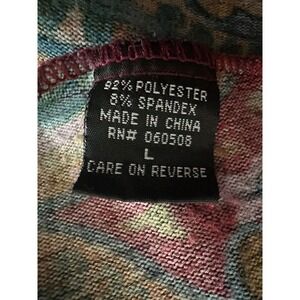 92% POLYESTER
8% SPANDEX
MADE IN CHINA
RN# 060508
L
CARE ON REVERSE